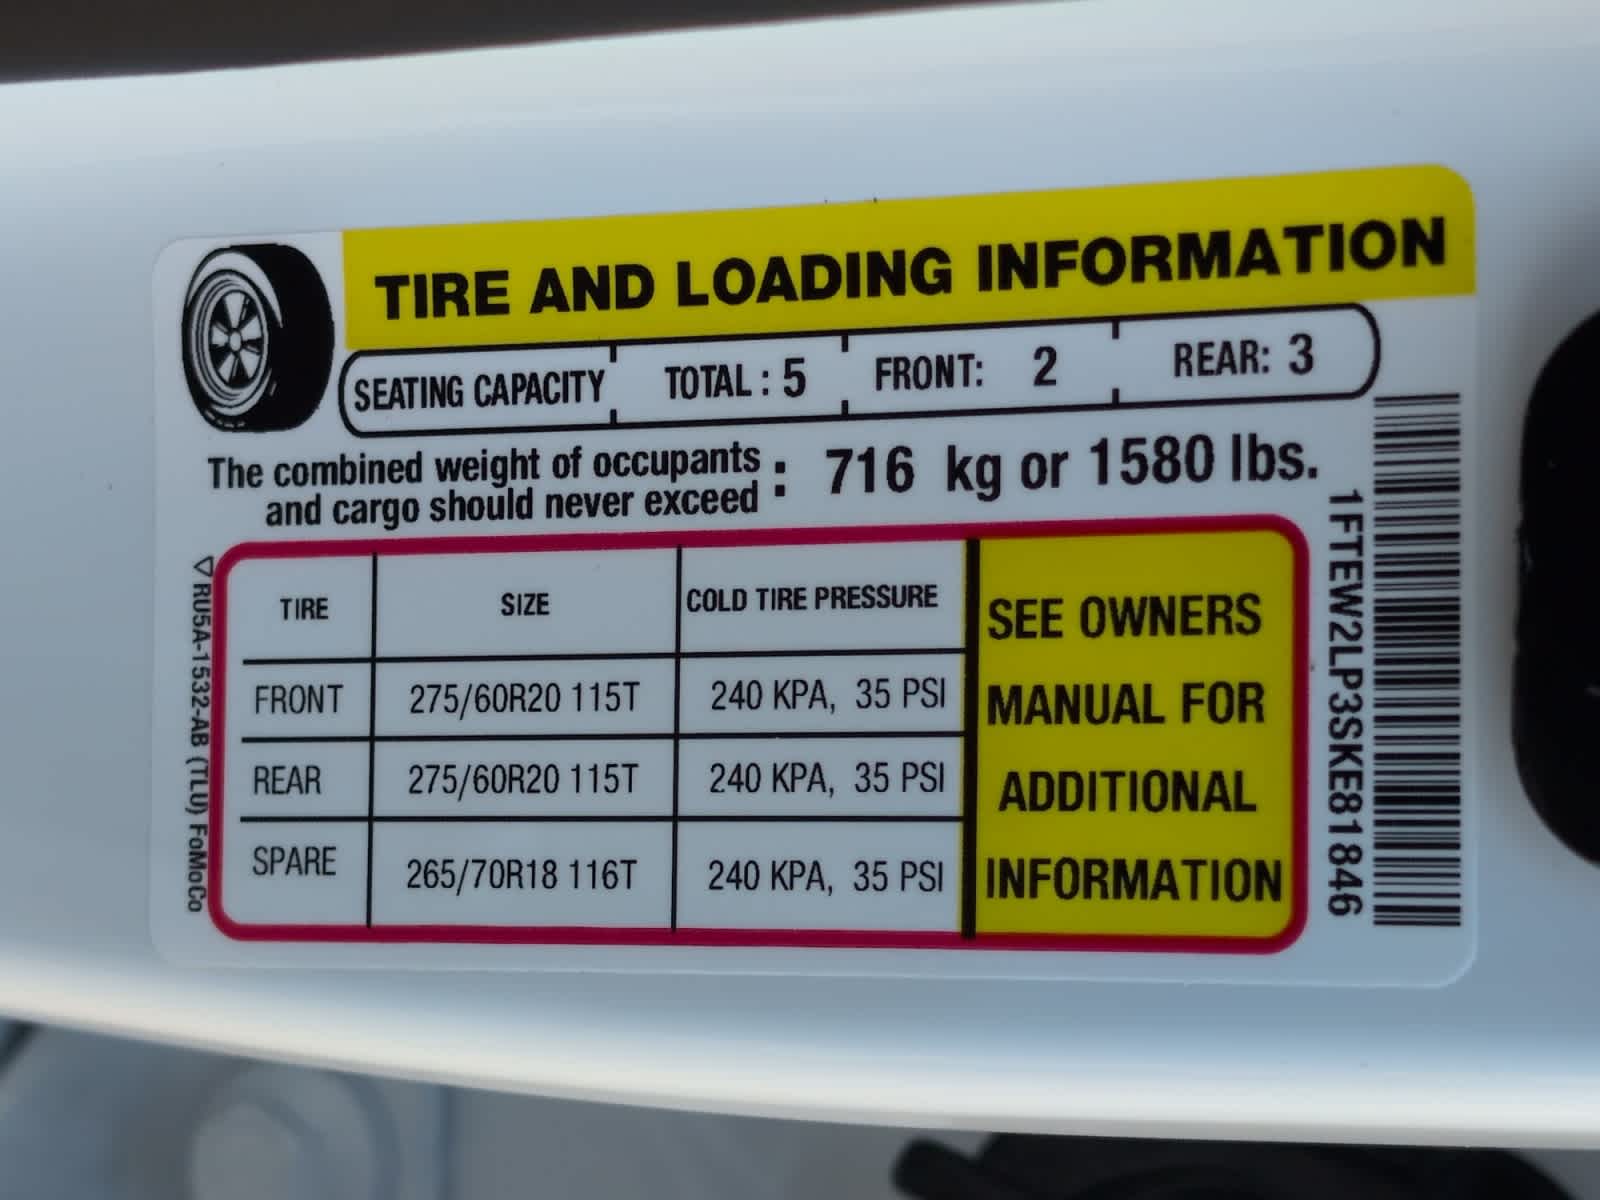 TIRE AND LOADING INFORMATION
SEATING CAPACITY TOTAL : 5 FRONT: 2 REAR: 3
The combined weight of occupants
and cargo should never exceed : 716 kg or 1580 lbs.
TIRE SIZE COLD TIRE PRESSURE
FRONT 275/60R20 115T 240 KPA, 35 PSI
REAR 275/60R20 115T 240 KPA, 35 PSI
SPARE 265/70R18 116T 240 KPA, 35 PSI
SEE OWNERS
MANUAL FOR
ADDITIONAL
INFORMATION
RU5A-1532-AB (TLU) FoMoCo
1FTEW2LP3SKE81846